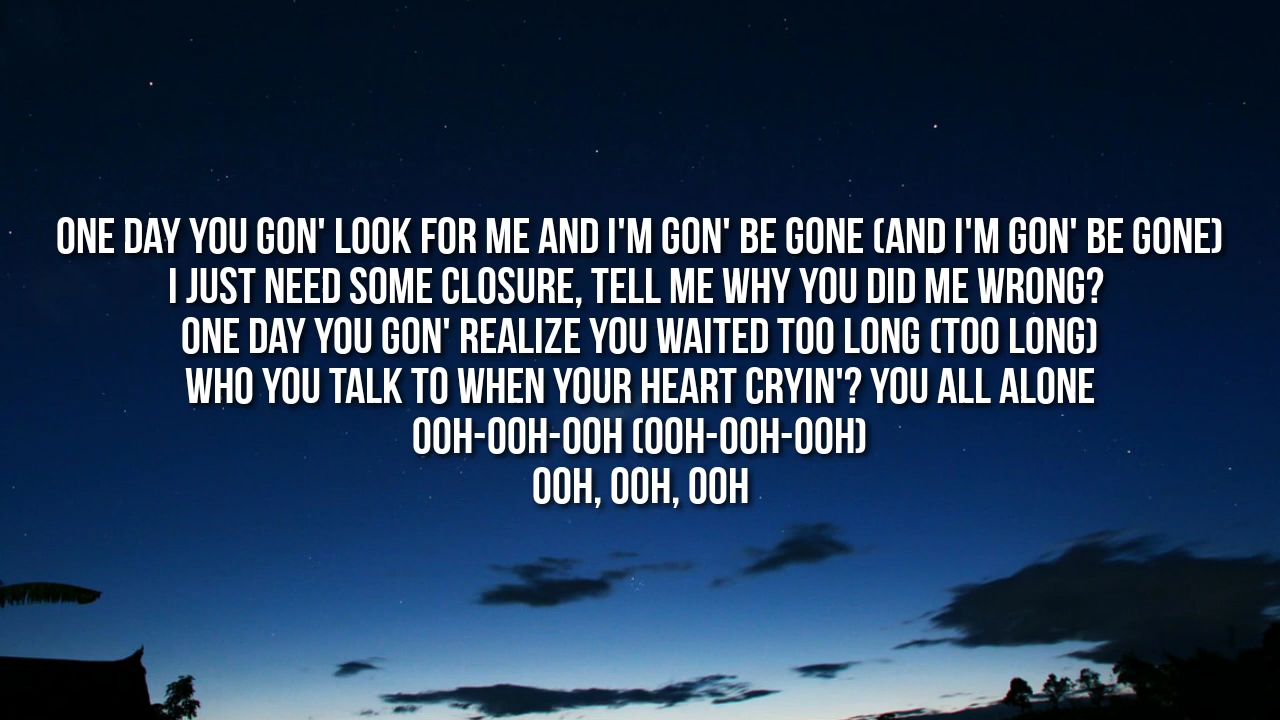 ONE DAY YOU GON' LOOK FOR ME AND I'M GON' BE GONE (AND I'M GON' BE GONE)
I JUST NEED SOME CLOSURE, TELL ME WHY YOU DID ME WRONG?
ONE DAY YOU GON' REALIZE YOU WAITED TOO LONG (TOO LONG)
WHO YOU TALK TO WHEN YOUR HEART CRYIN'? YOU ALL ALONE
OOH-OOH-OOH (OOH-OOH-OOH)
OOH, OOH, OOH